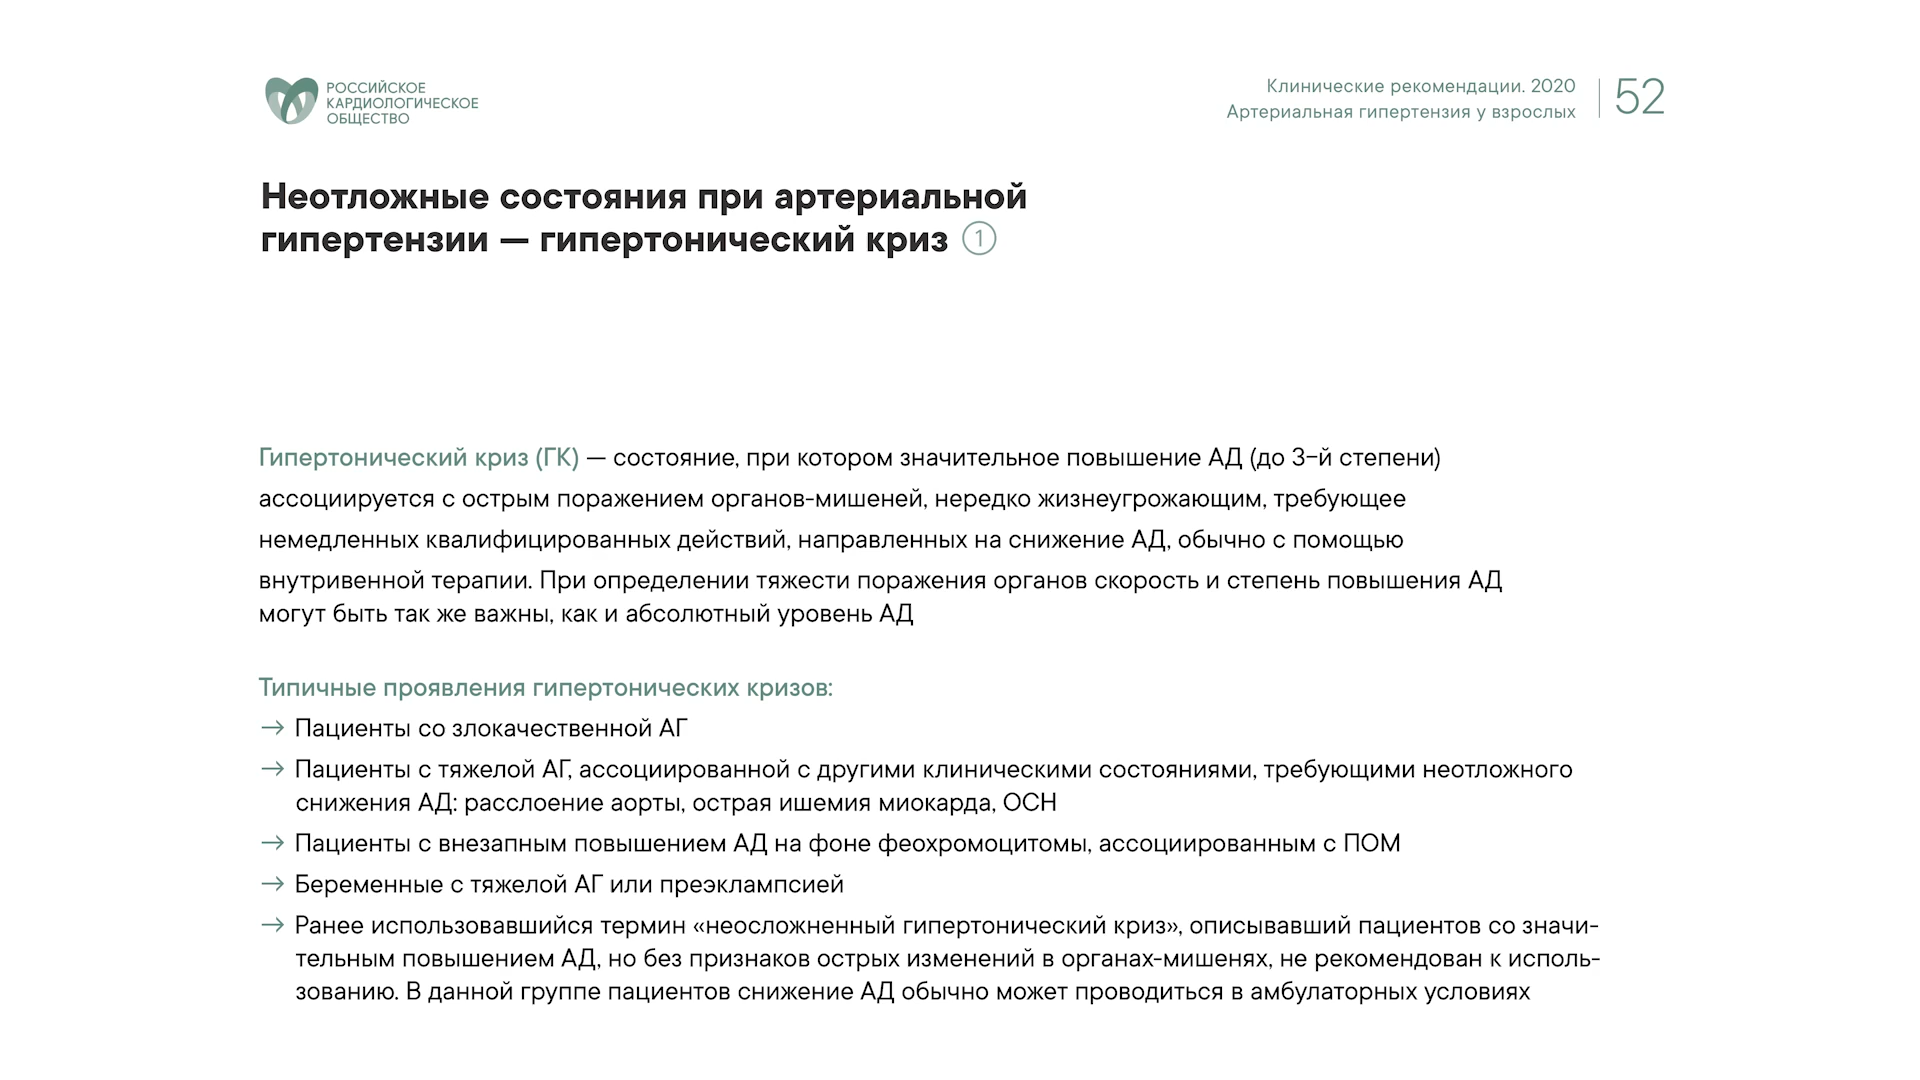 РОССИЙСКОЕ
КАРДИОЛОГИЧЕСКОЕ
ОБЩЕСТВО
Клинические рекомендации. 2020
Артериальная гипертензия у взрослых
52
Неотложные состояния при артериальной
гипертензии — гипертонический криз 1
Гипертонический криз (ГК) — состояние, при котором значительное повышение АД (до 3-й степени)
ассоциируется с острым поражением органов-мишеней, нередко жизнеугрожающим, требующее
немедленных квалифицированных действий, направленных на снижение АД, обычно с помощью
внутривенной терапии. При определении тяжести поражения органов скорость и степень повышения АД
могут быть так же важны, как и абсолютный уровень АД
Типичные проявления гипертонических кризов:
→ Пациенты со злокачественной АГ
→ Пациенты с тяжелой АГ, ассоциированной с другими клиническими состояниями, требующими неотложного
снижения АД: расслоение аорты, острая ишемия миокарда, ОСН
→ Пациенты с внезапным повышением АД на фоне феохромоцитомы, ассоциированным с ПОМ
→ Беременные с тяжелой АГ или преэклампсией
→ Ранее использовавшийся термин «неосложненный гипертонический криз», описывавший пациентов со значи-
тельным повышением АД, но без признаков острых изменений в органах-мишенях, не рекомендован к исполь-
зованию. В данной группе пациентов снижение АД обычно может проводиться в амбулаторных условиях